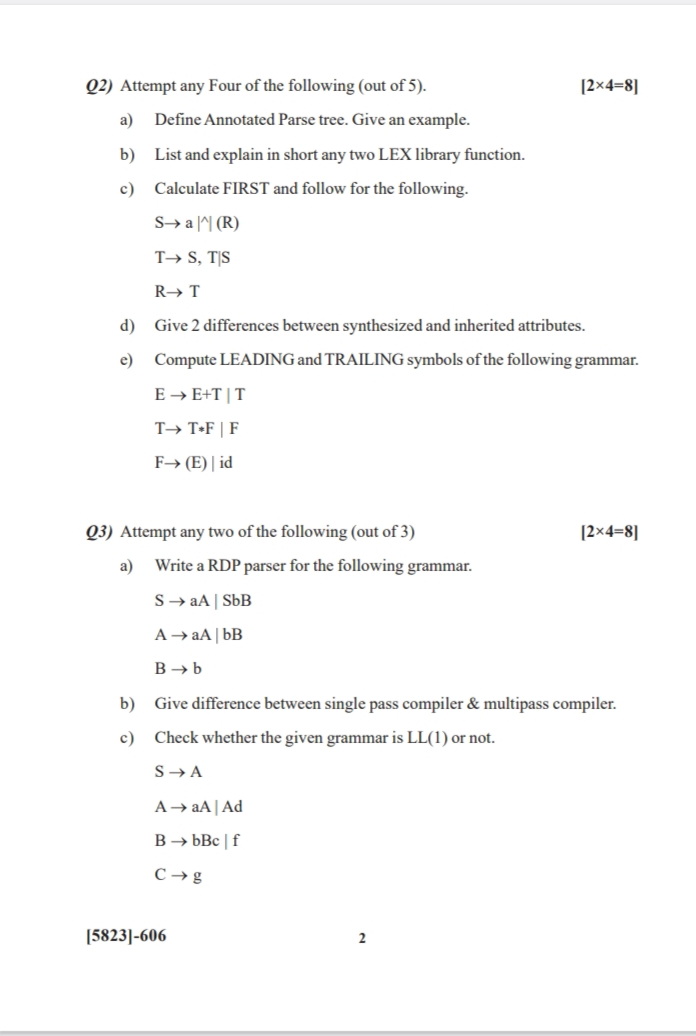 Q2) Attempt any Four of the following (out of 5). [2×4=8]
a) Define Annotated Parse tree. Give an example.
b) List and explain in short any two LEX library function.
c) Calculate FIRST and follow for the following.
S→ a |^| (R)
T→ S, T|S
R→ T
d) Give 2 differences between synthesized and inherited attributes.
e) Compute LEADING and TRAILING symbols of the following grammar.
E → E+T | T
T→ T*F | F
F→ (E) | id
Q3) Attempt any two of the following (out of 3) [2×4=8]
a) Write a RDP parser for the following grammar.
S → aA | SbB
A → aA | bB
B → b
b) Give difference between single pass compiler & multipass compiler.
c) Check whether the given grammar is LL(1) or not.
S → A
A → aA | Ad
B → bBc | f
C → g
[5823]-606 2